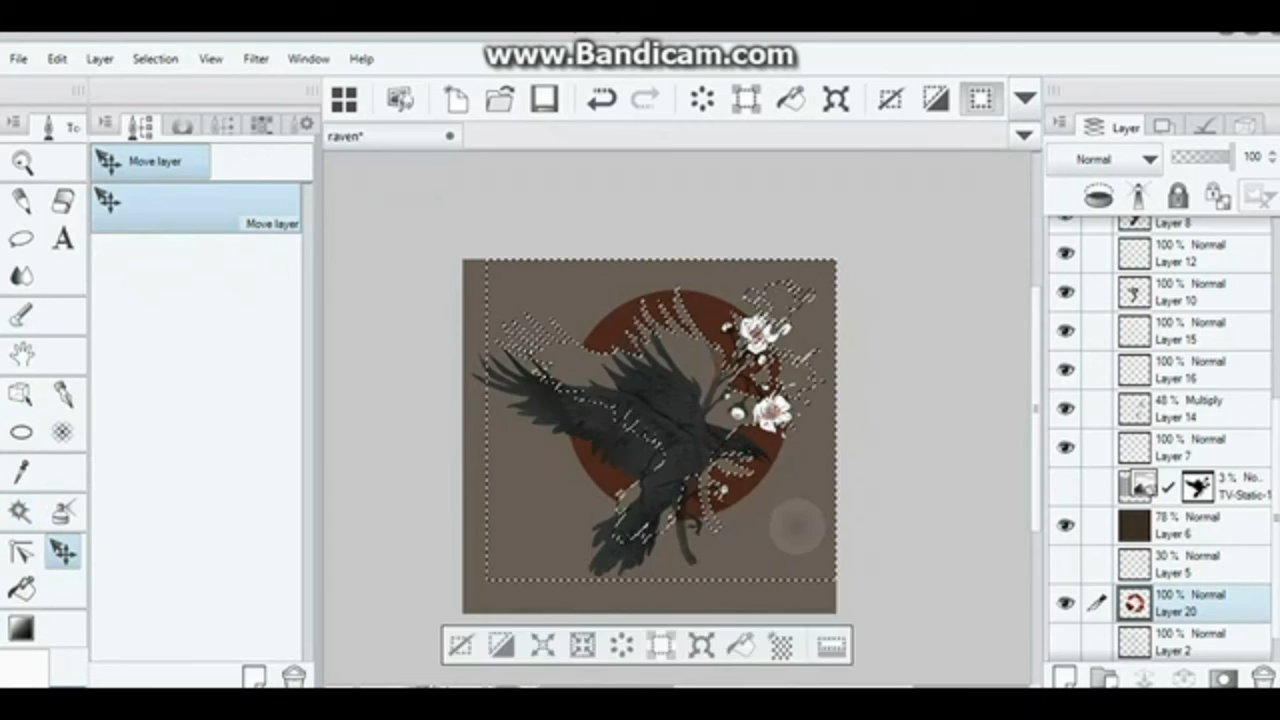 www.Bandicam.com
File Edit Layer Selection View Filter Window Help
raven*
Layer
Move layer
Move layer
Normal 100
Layer 8
100 % Normal
Layer 12
100 % Normal
Layer 10
100 % Normal
Layer 15
100 % Normal
Layer 16
48 % Multiply
Layer 14
100 % Normal
Layer 7
3 % No..
TV-Static-1
78 % Normal
Layer 6
30 % Normal
Layer 5
100 % Normal
Layer 20
100 % Normal
Layer 2